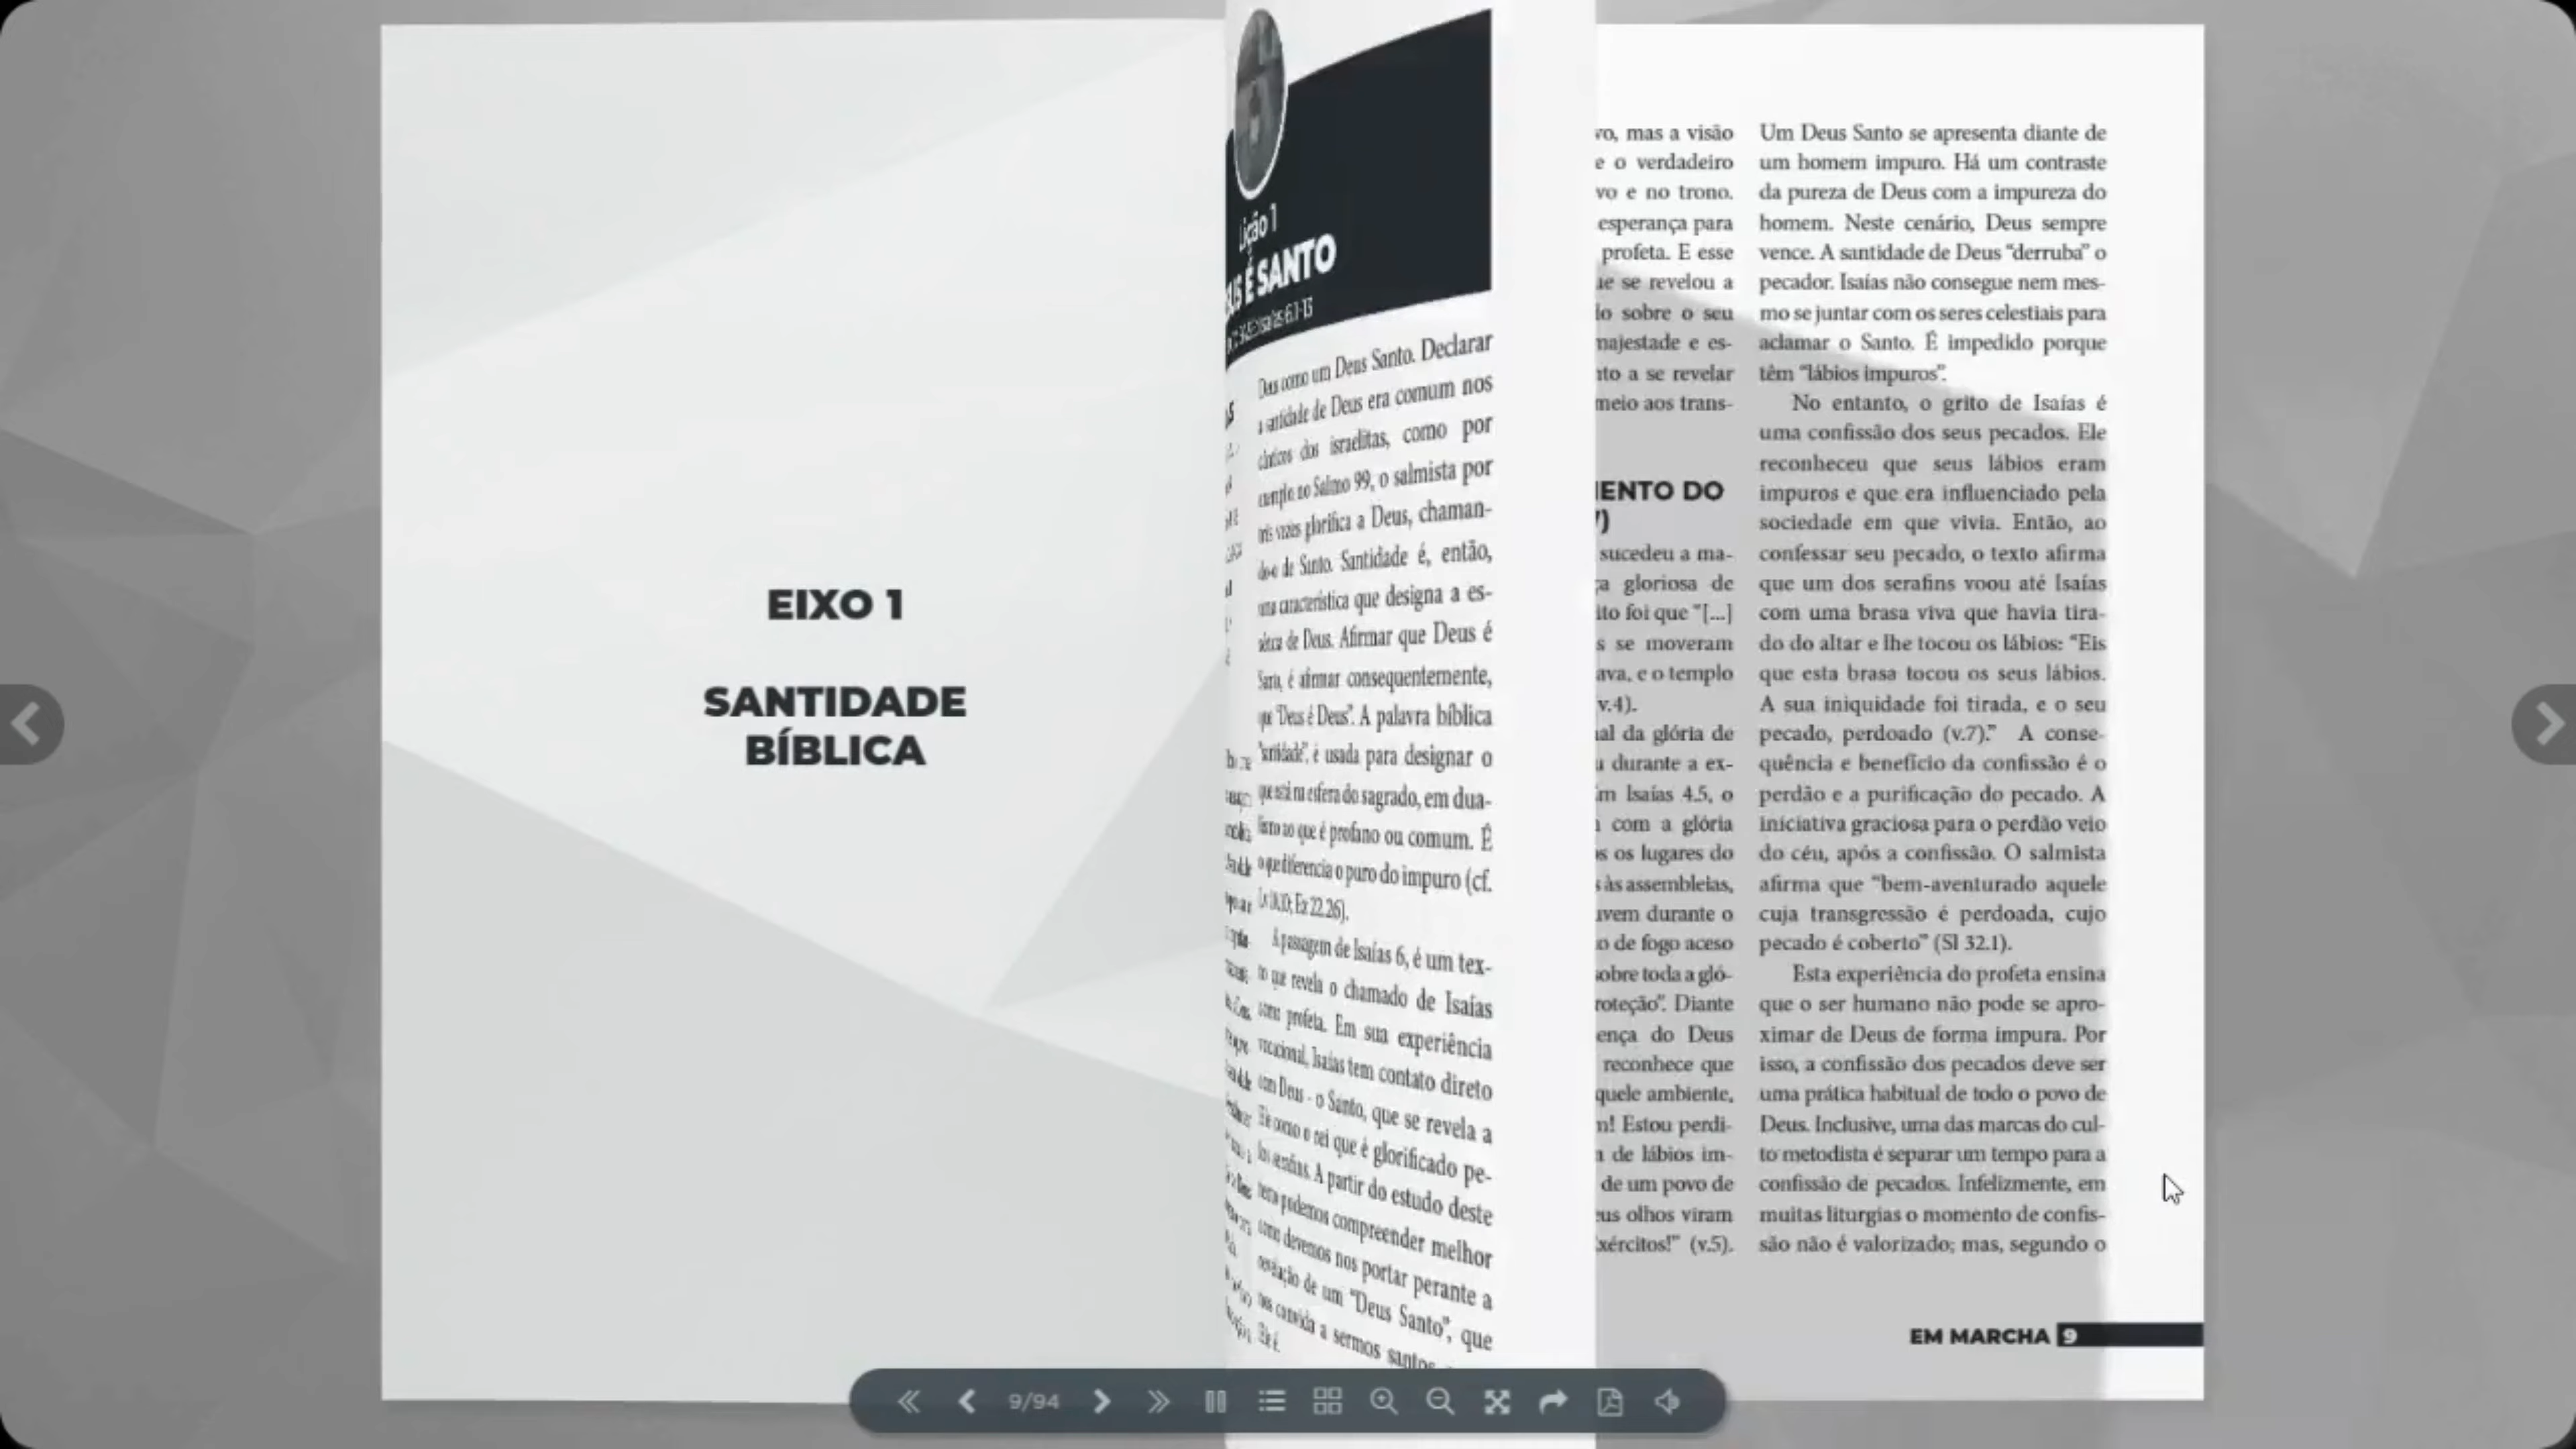 EIXO 1
SANTIDADE
BÍBLICA
Lição 1
É SANTO
Deus como um Deus Santo. Declarar
a santidade de Deus era comum nos
cânticos dos israelitas, como por
exemplo no Salmo 99, o salmista por
três vezes glorifica a Deus, chaman-
do-o de Santo. Santidade é, então,
uma característica que designa a es-
sência de Deus. Afirmar que Deus é
Santo, é afirmar consequentemente,
que "Deus é Deus". A palavra bíblica
"santidade", é usada para designar o
que está na esfera do sagrado, em dua-
lismo ao que é profano ou comum. É
o que diferencia o puro do impuro (cf.
Ex 22.26).
A passagem de Isaías 6, é um tex-
to que revela o chamado de Isaías
como profeta. Em sua experiência
vocacional, Isaías tem contato direto
com Deus - o Santo, que se revela a
Ele como o rei que é glorificado pe-
los serafins. A partir do estudo deste
tema podemos compreender melhor
como devemos nos portar perante a
revelação de um "Deus Santo", que
nos convida a sermos santos
Ele é.
vo, mas a visão
e o verdadeiro
vo e no trono.
esperança para
profeta. E esse
ue se revelou a
do sobre o seu
majestade e es-
nto a se revelar
meio aos trans-
MENTO DO
7)
sucedeu a ma-
ça gloriosa de
ito foi que "[...]
s se moveram
ava, e o templo
v.4).
nal da glória de
u durante a ex-
Em Isaías 4.5, o
a com a glória
os os lugares do
s às assembleias,
uvem durante o
o de fogo aceso
sobre toda a gló-
roteção". Diante
ença do Deus
reconhece que
quele ambiente,
m! Estou perdi-
m de lábios im-
de um povo de
eus olhos viram
xércitos!" (v.5).
Um Deus Santo se apresenta diante de
um homem impuro. Há um contraste
da pureza de Deus com a impureza do
homem. Neste cenário, Deus sempre
vence. A santidade de Deus "derruba" o
pecador. Isaías não consegue nem mes-
mo se juntar com os seres celestiais para
aclamar o Santo. É impedido porque
têm "lábios impuros".
No entanto, o grito de Isaías é
uma confissão dos seus pecados. Ele
reconheceu que seus lábios eram
impuros e que era influenciado pela
sociedade em que vivia. Então, ao
confessar seu pecado, o texto afirma
que um dos serafins voou até Isaías
com uma brasa viva que havia tira-
do do altar e lhe tocou os lábios: "Eis
que esta brasa tocou os seus lábios.
A sua iniquidade foi tirada, e o seu
pecado, perdoado (v.7)." A conse-
quência e benefício da confissão é o
perdão e a purificação do pecado. A
iniciativa graciosa para o perdão veio
do céu, após a confissão. O salmista
afirma que "bem-aventurado aquele
cuja transgressão é perdoada, cujo
pecado é coberto" (Sl 32.1).
Esta experiência do profeta ensina
que o ser humano não pode se apro-
ximar de Deus de forma impura. Por
isso, a confissão dos pecados deve ser
uma prática habitual de todo o povo de
Deus. Inclusive, uma das marcas do cul-
to metodista é separar um tempo para a
confissão de pecados. Infelizmente, em
muitas liturgias o momento de confis-
são não é valorizado; mas, segundo o
EM MARCHA 9
9/94